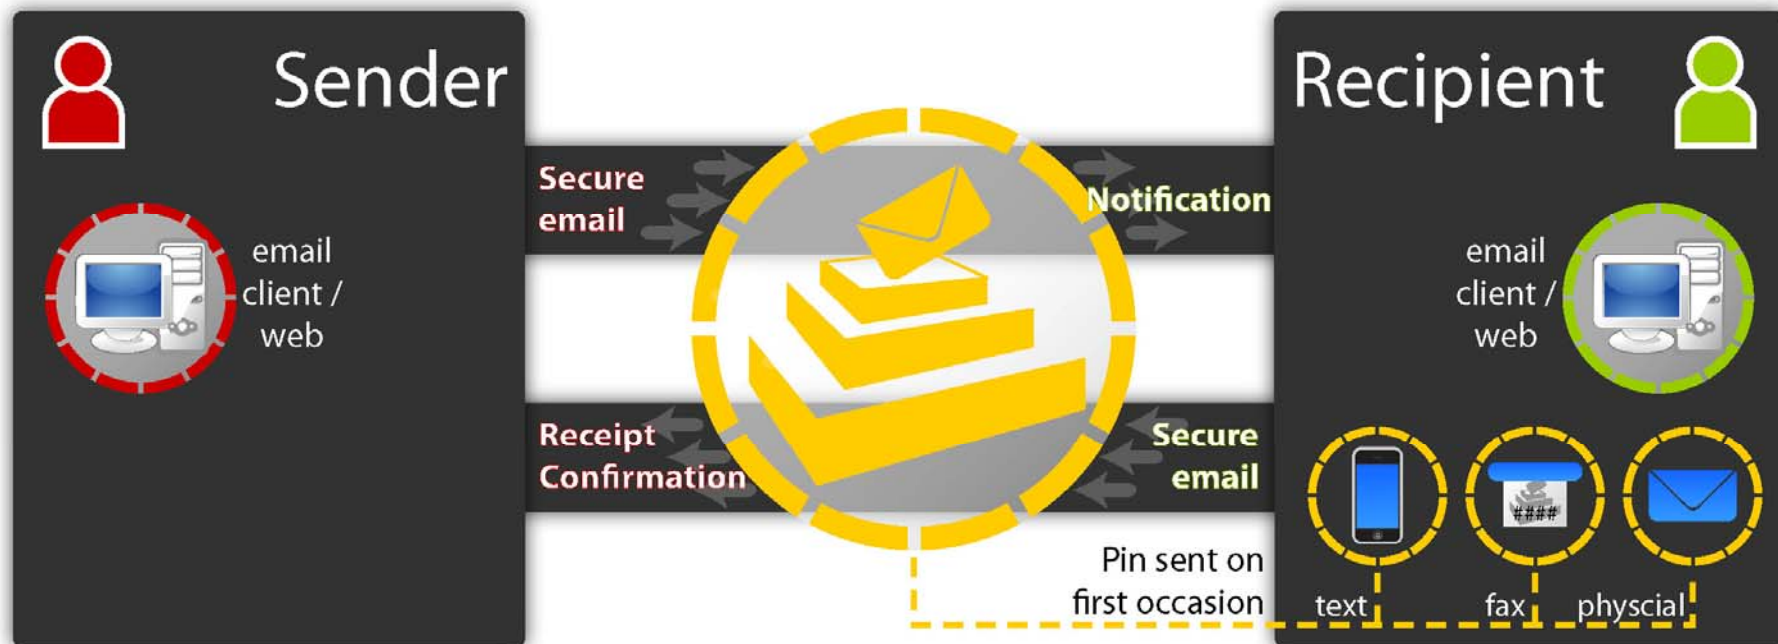 Sender
email
client /
web
Secure
email
Notification
Receipt
Confirmation
Secure
email
Pin sent on
first occasion
Recipient
email
client /
web
####
text
fax
physcial